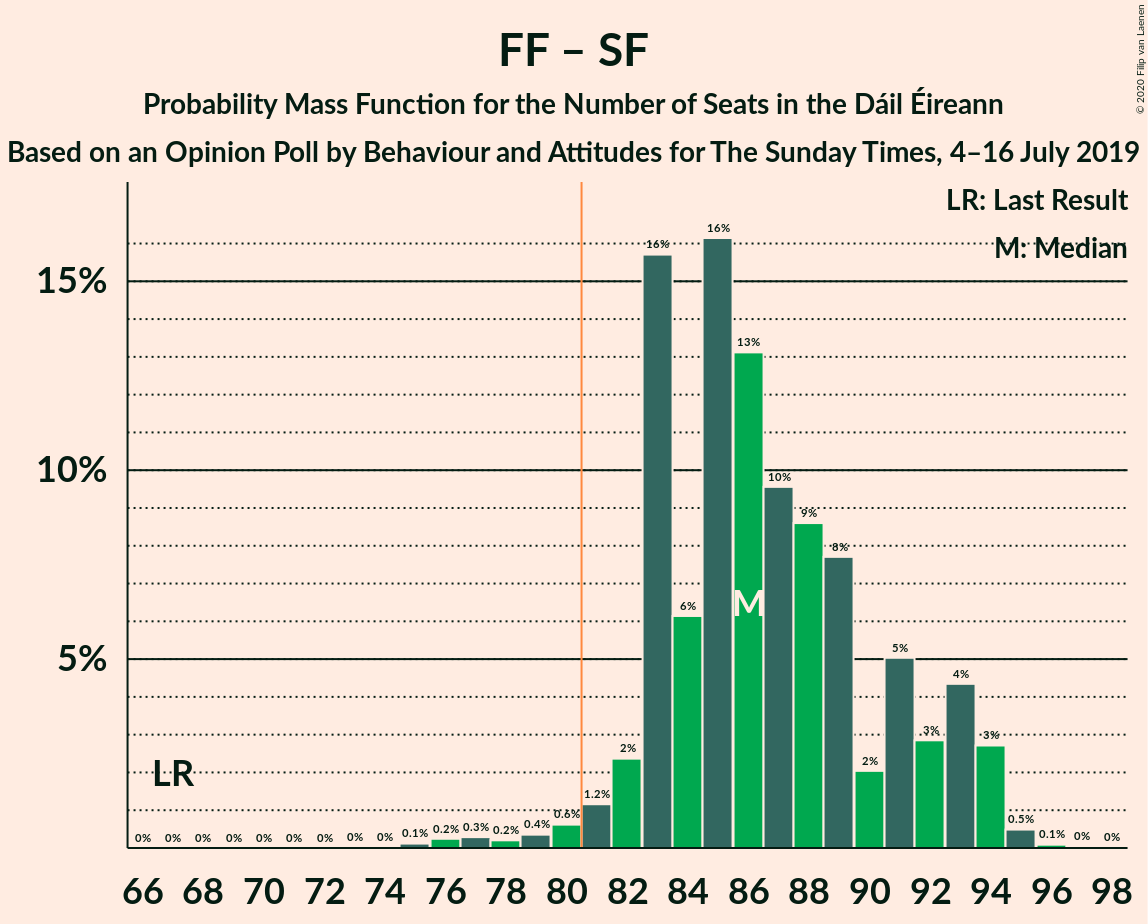 FF – SF
Probability Mass Function for the Number of Seats in the Dáil Éireann
Based on an Opinion Poll by Behaviour and Attitudes for The Sunday Times, 4–16 July 2019
© 2020 Filip van Laenen
LR: Last Result
M: Median
15%
10%
5%
LR
M
0% 0% 0% 0% 0% 0% 0% 0% 0% 0.1% 0.2% 0.3% 0.2% 0.4% 0.6% 1.2% 2% 16% 6% 16% 13% 10% 9% 8% 2% 5% 3% 4% 3% 0.5% 0.1% 0% 0%
66 68 70 72 74 76 78 80 82 84 86 88 90 92 94 96 98